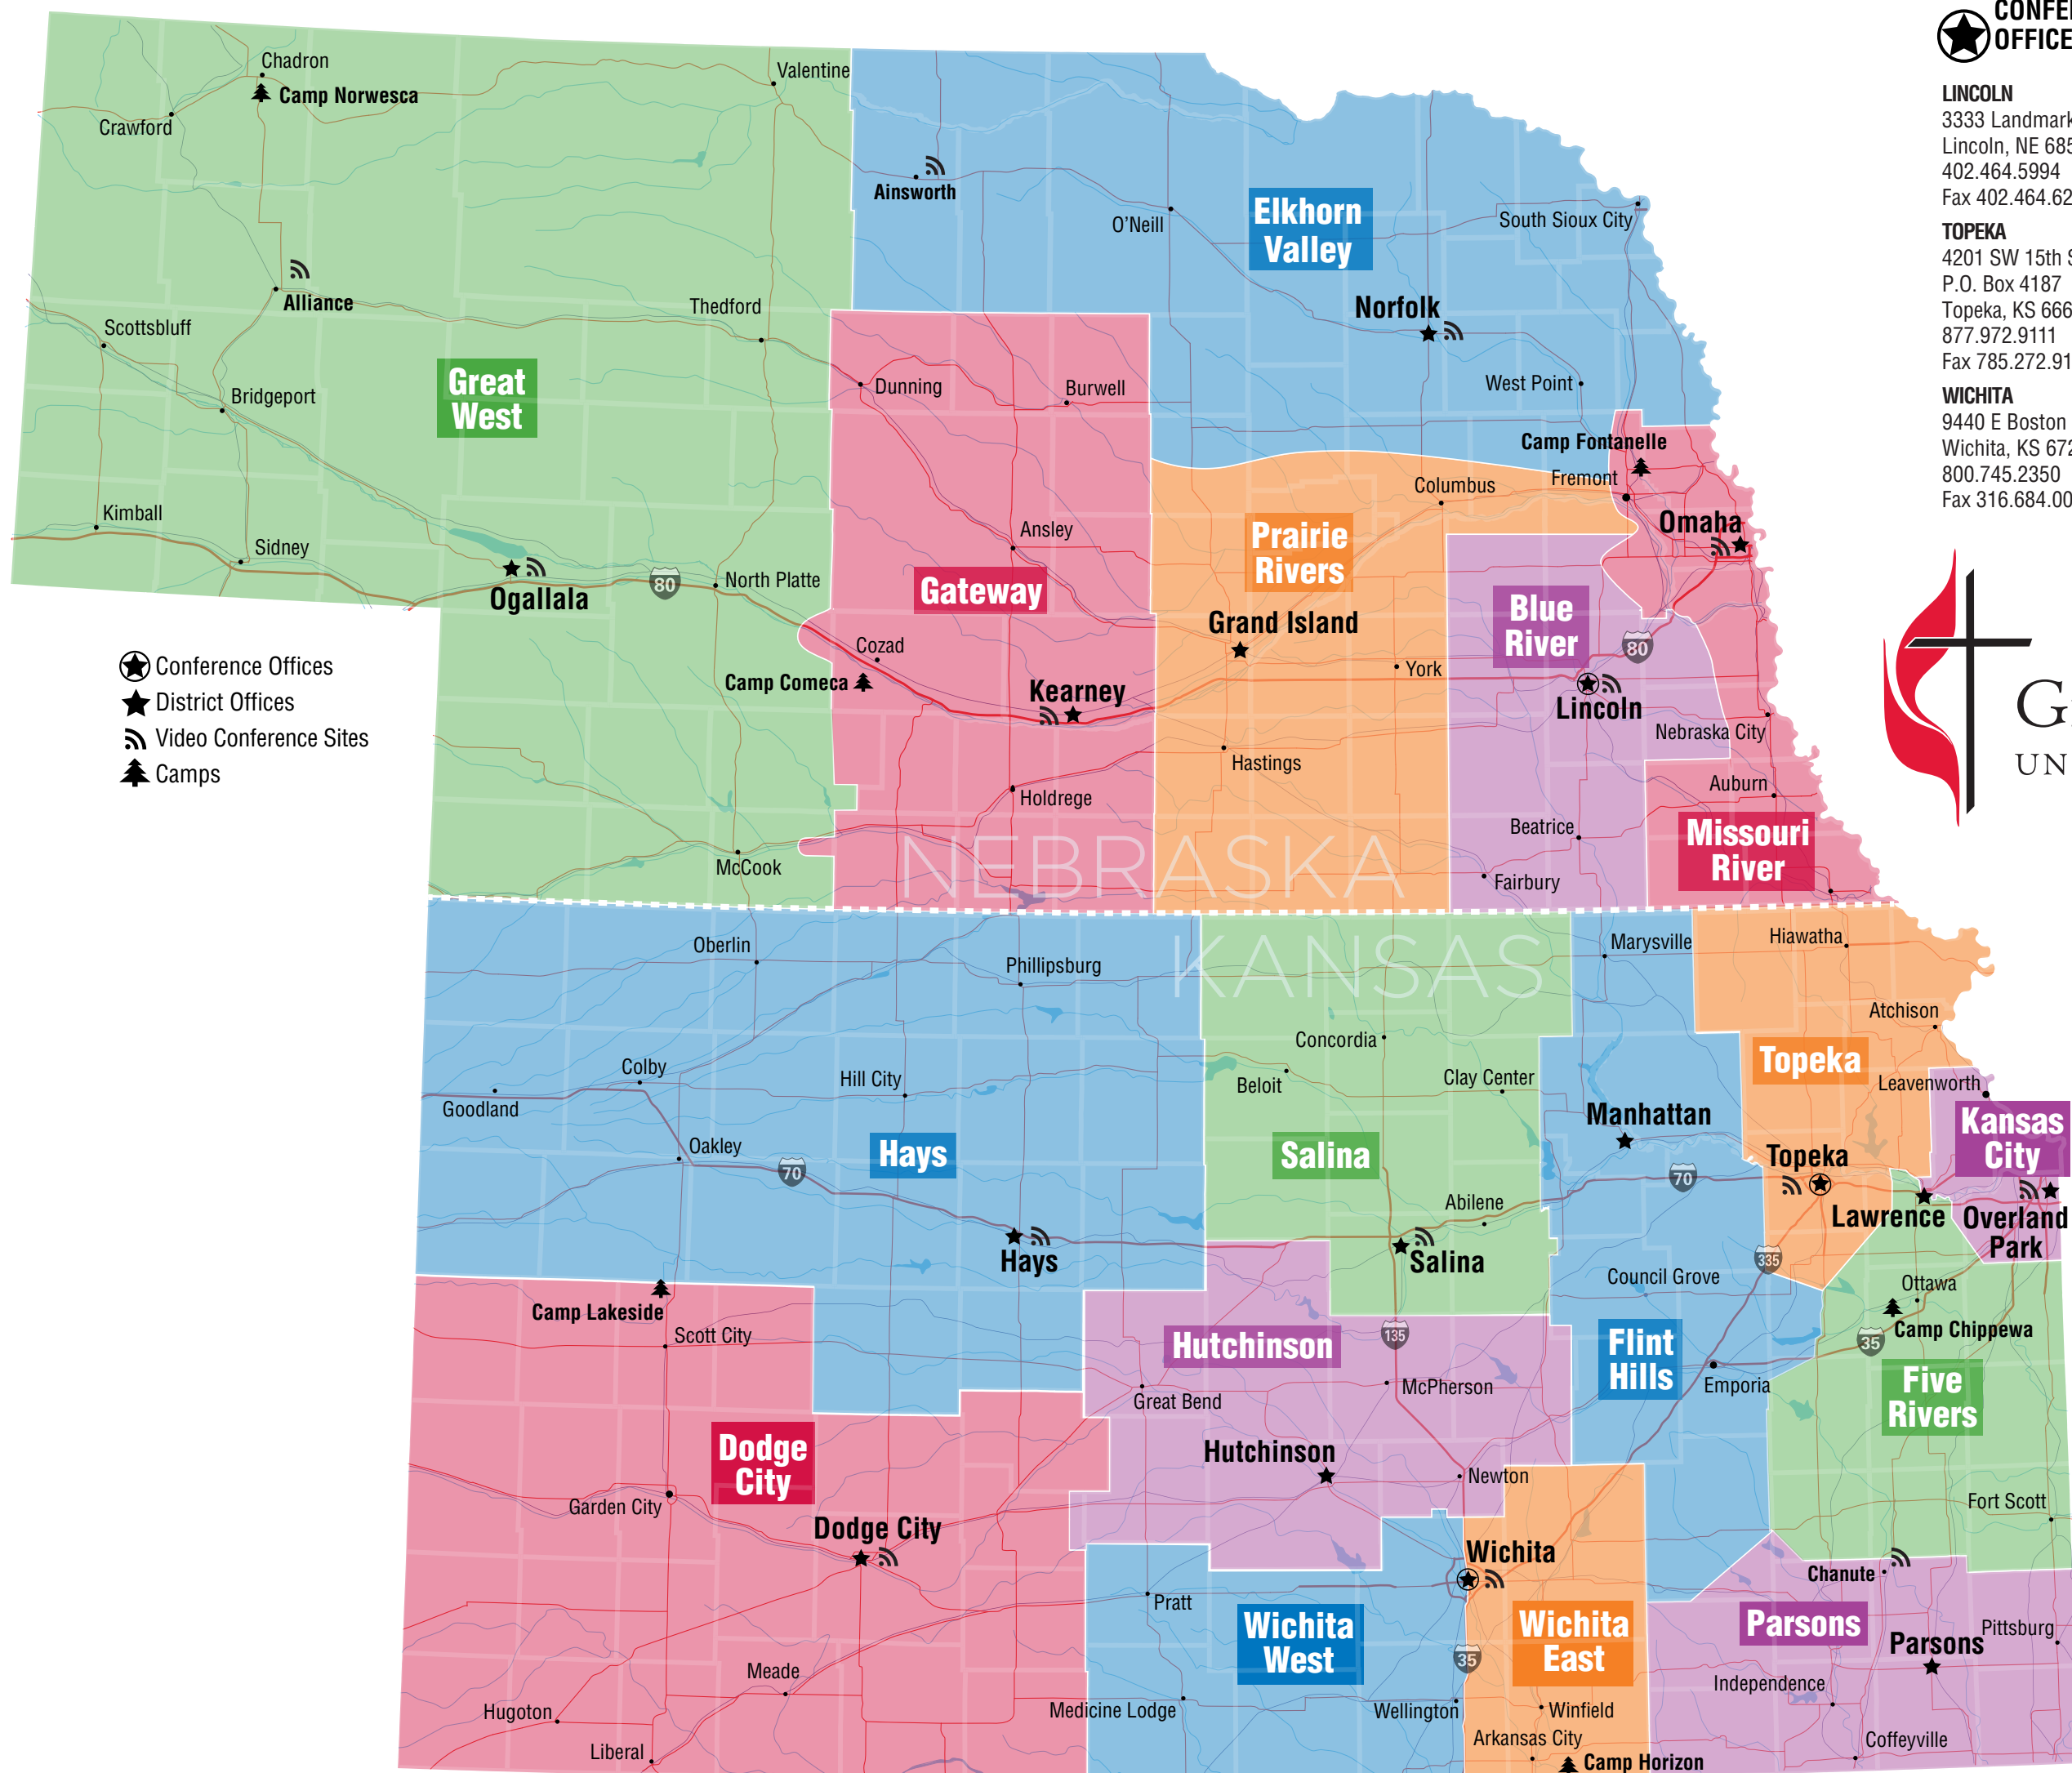 CONFE
OFFICE
LINCOLN
3333 Landmark
Lincoln, NE 685
402.464.5994
Fax 402.464.62
TOPEKA
4201 SW 15th S
P.O. Box 4187
Topeka, KS 666
877.972.9111
Fax 785.272.91
WICHITA
9440 E Boston
Wichita, KS 672
800.745.2350
Fax 316.684.00
G
UN
Conference Offices
District Offices
Video Conference Sites
Camps
Chadron
Camp Norwesca
Crawford
Valentine
Alliance
Scottsbluff
Thedford
Bridgeport
Great
West
Kimball
Sidney
Ogallala
80
North Platte
McCook
Ainsworth
O'Neill
Elkhorn
Valley
South Sioux City
Norfolk
West Point
Dunning
Burwell
Ansley
Gateway
Cozad
Camp Comeca
Kearney
Holdrege
Columbus
Prairie
Rivers
Grand Island
York
Hastings
Camp Fontanelle
Fremont
Omaha
Blue
River
80
Lincoln
Nebraska City
Auburn
Beatrice
Missouri
River
Fairbury
NEBRASKA
KANSAS
Oberlin
Phillipsburg
Colby
Hill City
Goodland
Oakley
Hays
70
Hays
Concordia
Beloit
Clay Center
Salina
Abilene
Salina
Marysville
Manhattan
70
Council Grove
335
Flint
Hills
Emporia
Hiawatha
Atchison
Topeka
Topeka
Leavenworth
Kansas
City
Lawrence
Overland
Park
Ottawa
Camp Chippewa
35
Five
Rivers
Fort Scott
Camp Lakeside
Scott City
Dodge
City
Garden City
Dodge City
Meade
Hugoton
Liberal
Hutchinson
135
Great Bend
McPherson
Hutchinson
Newton
Pratt
Wichita
West
Medicine Lodge
Wellington
Wichita
35
Wichita
East
Winfield
Arkansas City
Camp Horizon
Chanute
Parsons
Parsons
Pittsburg
Independence
Coffeyville